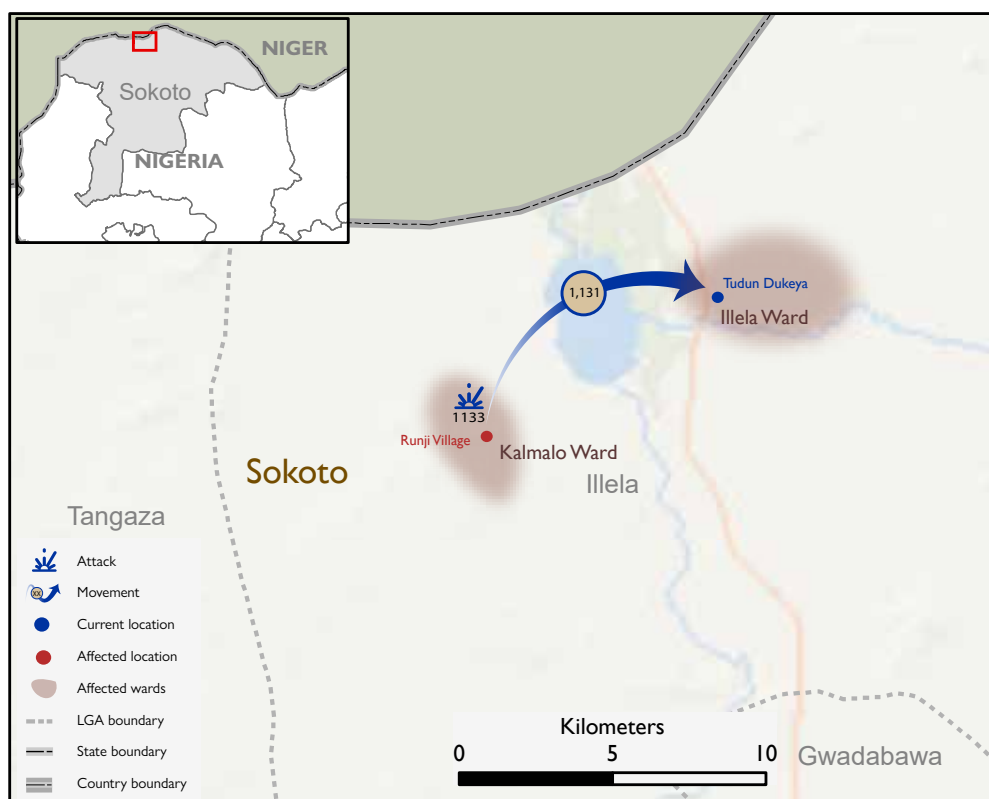 NIGER
Sokoto
NIGERIA
1,131
Tudun Dukeya
Illela Ward
1133
Runji Village
Kalmalo Ward
Sokoto
Illela
Tangaza
Attack
XX
Movement
Current location
Affected location
Affected wards
LGA boundary
State boundary
Country boundary
Kilometers
0 5 10
Gwadabawa